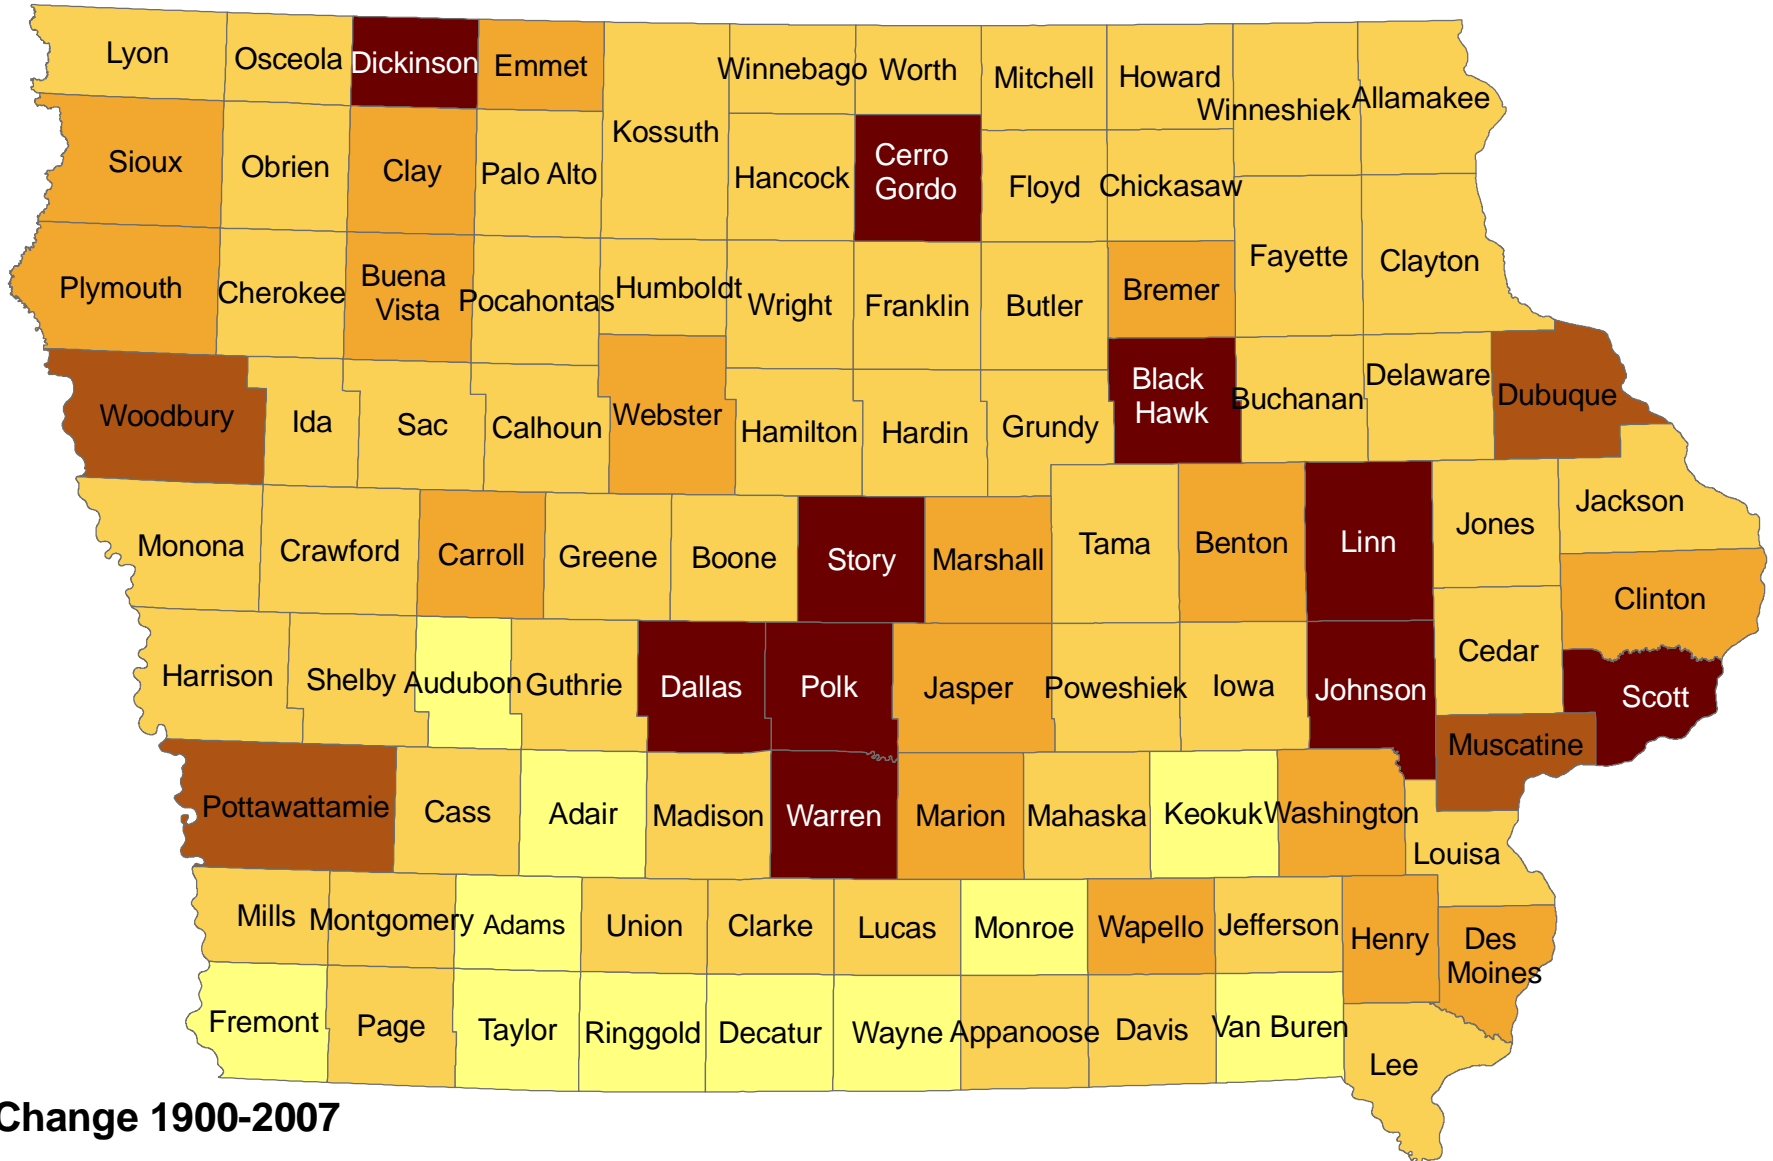 Lyon
Osceola
Dickinson
Emmet
Winnebago
Worth
Mitchell
Howard
Winneshiek
Allamakee
Kossuth
Sioux
Obrien
Clay
Palo Alto
Hancock
Cerro
Gordo
Floyd
Chickasaw
Fayette
Clayton
Plymouth
Cherokee
Buena
Vista
Pocahontas
Humboldt
Wright
Franklin
Butler
Bremer
Black
Hawk
Buchanan
Delaware
Dubuque
Woodbury
Ida
Sac
Calhoun
Webster
Hamilton
Hardin
Grundy
Jackson
Monona
Crawford
Carroll
Greene
Boone
Story
Marshall
Tama
Benton
Linn
Jones
Clinton
Harrison
Shelby
Audubon
Guthrie
Dallas
Polk
Jasper
Poweshiek
Iowa
Johnson
Cedar
Scott
Muscatine
Pottawattamie
Cass
Adair
Madison
Warren
Marion
Mahaska
Keokuk
Washington
Louisa
Mills
Montgomery
Adams
Union
Clarke
Lucas
Monroe
Wapello
Jefferson
Henry
Des
Moines
Fremont
Page
Taylor
Ringgold
Decatur
Wayne
Appanoose
Davis
Van Buren
Lee
Change 1900-2007